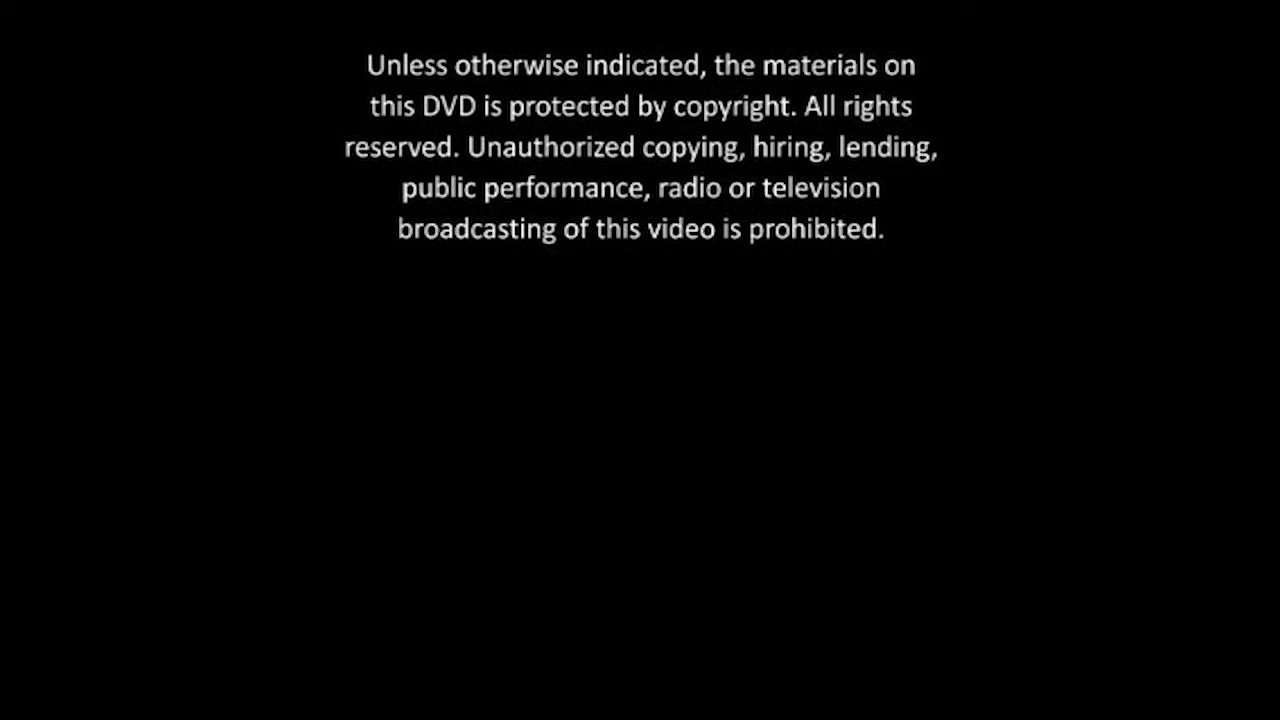 Unless otherwise indicated, the materials on
this DVD is protected by copyright. All rights
reserved. Unauthorized copying, hiring, lending,
public performance, radio or television
broadcasting of this video is prohibited.